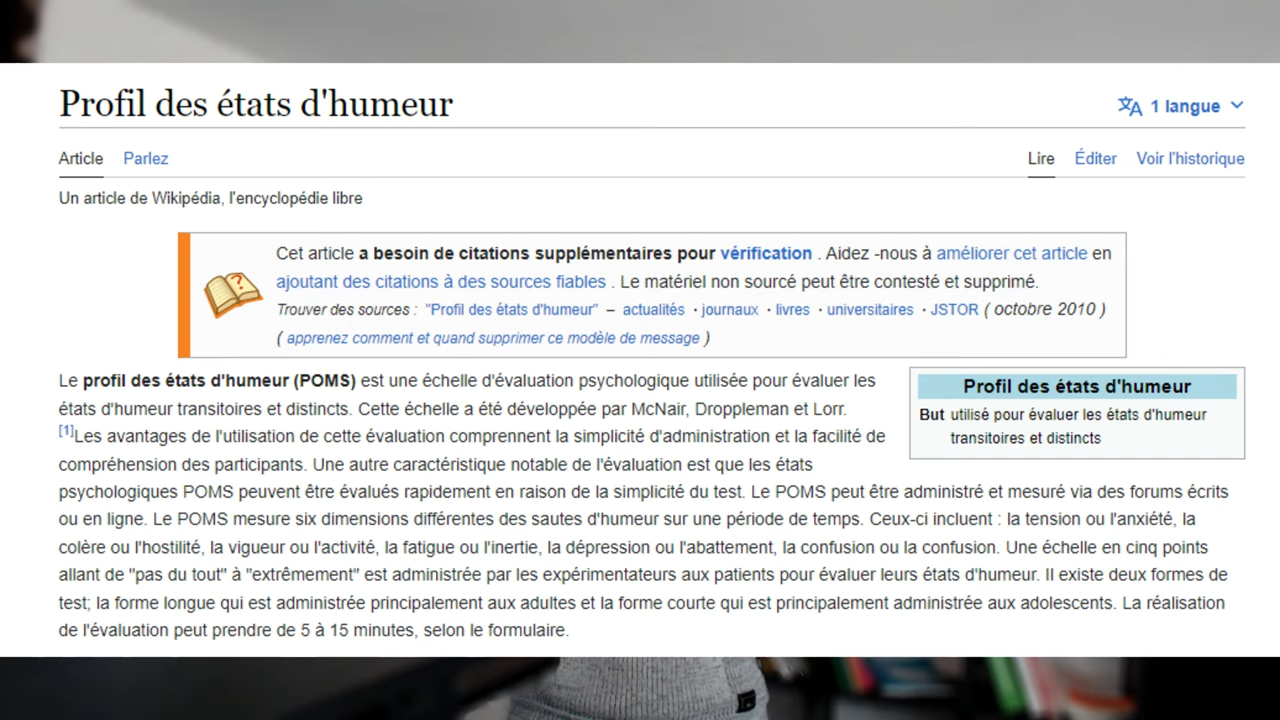 Profil des états d'humeur
1 langue
Article Parlez Lire Éditer Voir l'historique
Un article de Wikipédia, l'encyclopédie libre
Cet article a besoin de citations supplémentaires pour vérification . Aidez -nous à améliorer cet article en
ajoutant des citations à des sources fiables . Le matériel non sourcé peut être contesté et supprimé.
Trouver des sources : "Profil des états d'humeur" – actualités · journaux · livres · universitaires · JSTOR ( octobre 2010 )
( apprenez comment et quand supprimer ce modèle de message )
Le profil des états d'humeur (POMS) est une échelle d'évaluation psychologique utilisée pour évaluer les
états d'humeur transitoires et distincts. Cette échelle a été développée par McNair, Droppleman et Lorr.
[1]Les avantages de l'utilisation de cette évaluation comprennent la simplicité d'administration et la facilité de
compréhension des participants. Une autre caractéristique notable de l'évaluation est que les états
psychologiques POMS peuvent être évalués rapidement en raison de la simplicité du test. Le POMS peut être administré et mesuré via des forums écrits
ou en ligne. Le POMS mesure six dimensions différentes des sautes d'humeur sur une période de temps. Ceux-ci incluent : la tension ou l'anxiété, la
colère ou l'hostilité, la vigueur ou l'activité, la fatigue ou l'inertie, la dépression ou l'abattement, la confusion ou la confusion. Une échelle en cinq points
allant de "pas du tout" à "extrêmement" est administrée par les expérimentateurs aux patients pour évaluer leurs états d'humeur. Il existe deux formes de
test; la forme longue qui est administrée principalement aux adultes et la forme courte qui est principalement administrée aux adolescents. La réalisation
de l'évaluation peut prendre de 5 à 15 minutes, selon le formulaire.
Profil des états d'humeur
But utilisé pour évaluer les états d'humeur
transitoires et distincts